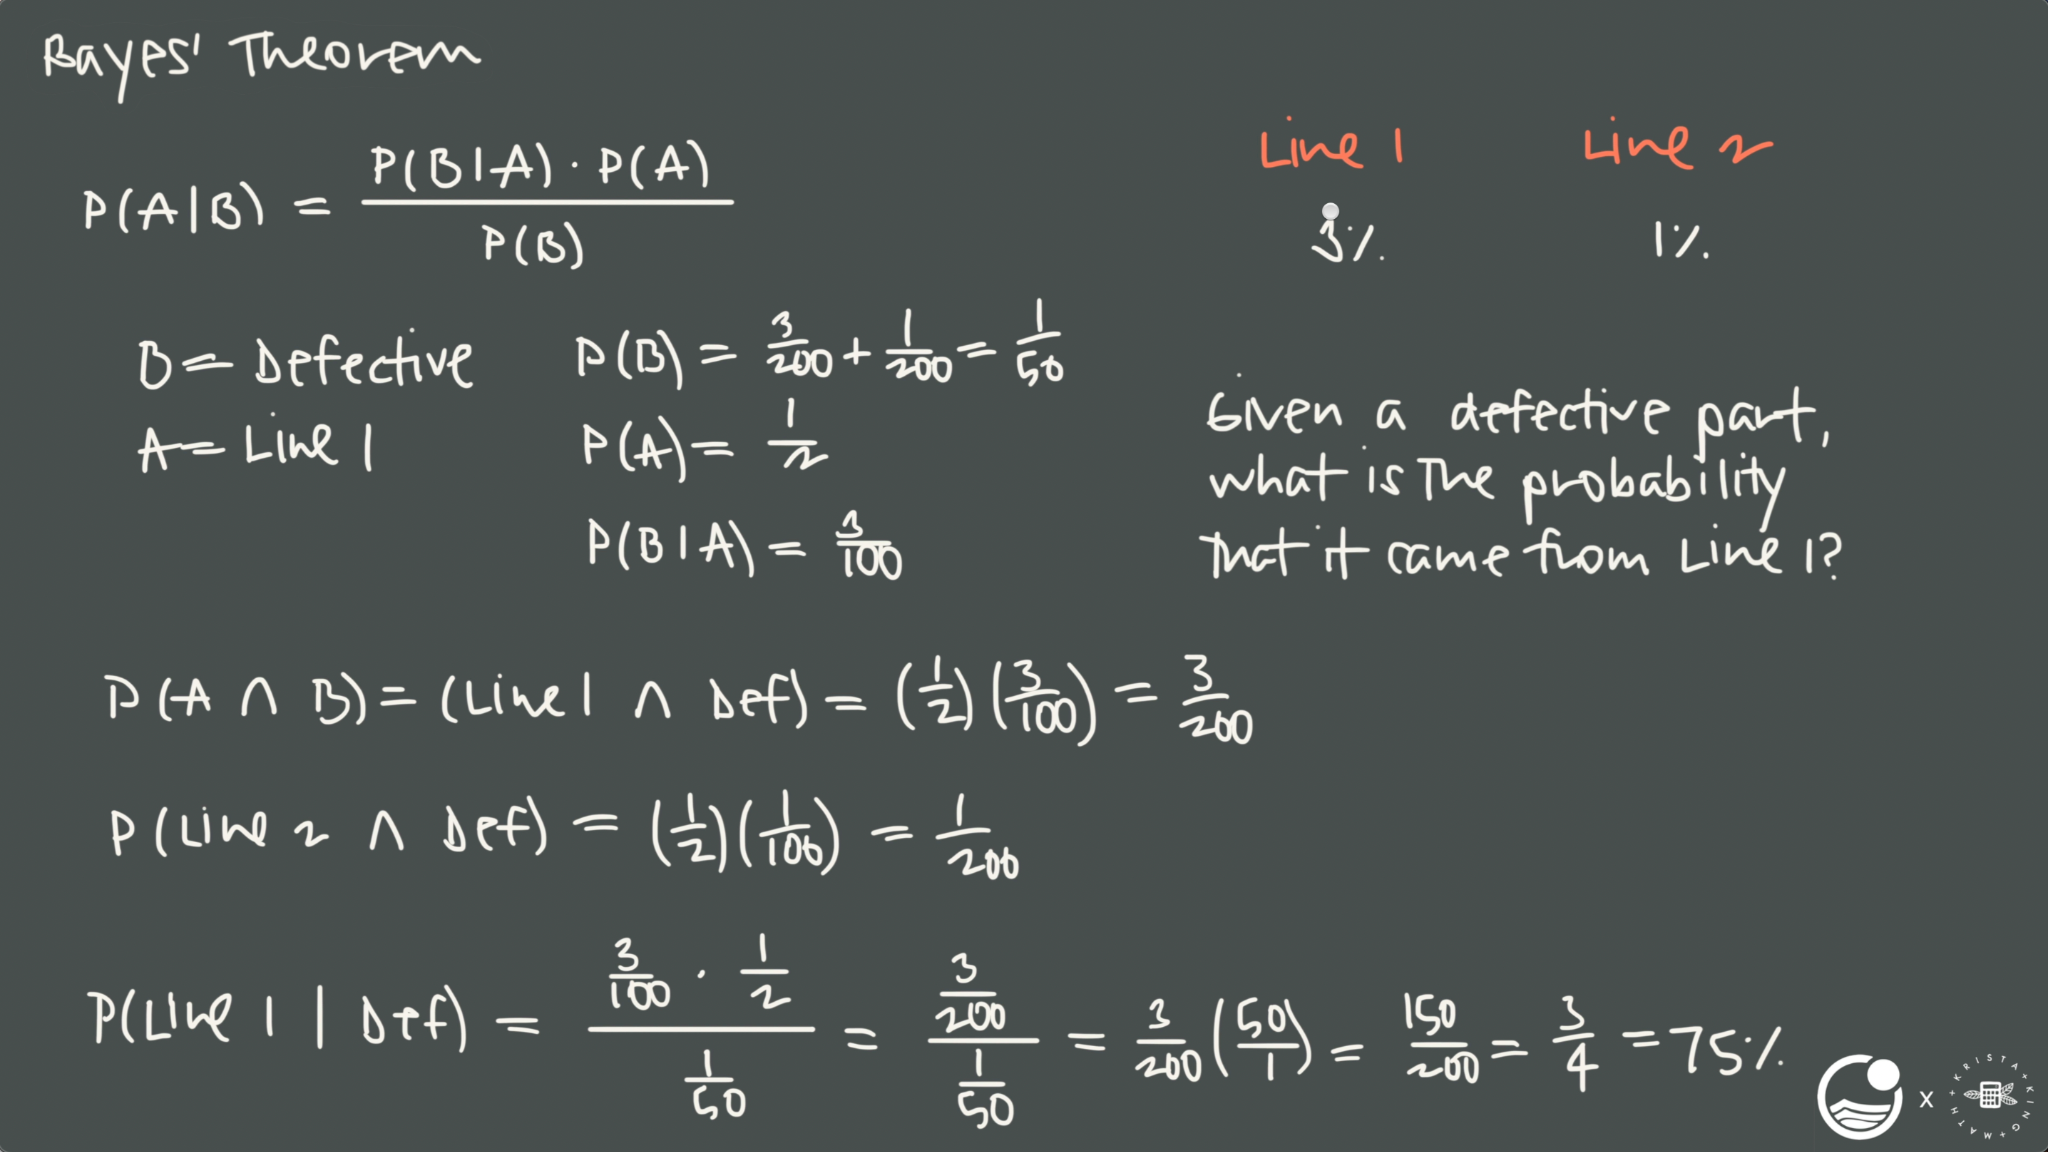 Bayes' Theorem
P(A|B) = P(B|A) · P(A) / P(B)
Line 1 Line 2
3% 1%
B = Defective P(B) = 3/200 + 1/200 = 1/50
A = Line 1 P(A) = 1/2
P(B|A) = 3/100
Given a defective part,
what is the probability
that it came from Line 1?
P(A ∩ B) = (Line 1 ∩ Def) = (1/2)(3/100) = 3/200
P(Line 2 ∩ Def) = (1/2)(1/100) = 1/200
P(Line 1 | Def) = 3/100 · 1/2 / 1/50 = 3/200 / 1/50 = 3/200 (50/1) = 150/200 = 3/4 = 75%
x
KRISTA + KING + MATH +